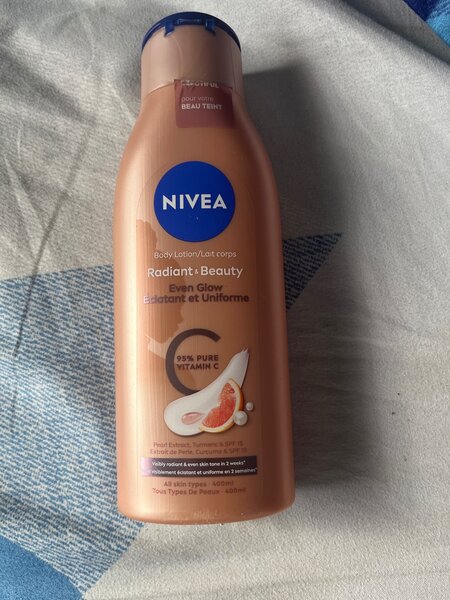 pour votre
BEAU TEINT
NIVEA
Body Lotion/Lait corps
Radiant & Beauty
Even Glow
Eclatant et Uniforme
C
95% PURE
VITAMIN C
Pearl Extract, Turmeric & SPF 15
Extrait de Perle, Curcuma & SPF 15
Visibly radiant & even skin tone in 2 weeks*
visiblement éclatant et uniforme en 2 semaines*
All skin types · 400ml
Tous Types De Peaux · 400ml